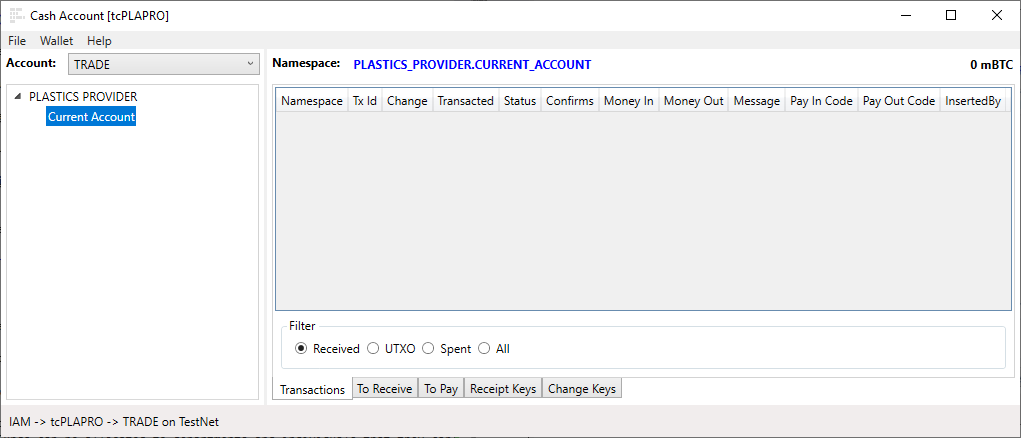 Cash Account [tcPLAPRO]
File Wallet Help
Account: TRADE Namespace: PLASTICS_PROVIDER.CURRENT_ACCOUNT 0 mBTC
PLASTICS PROVIDER
Current Account
Namespace Tx Id Change Transacted Status Confirms Money In Money Out Message Pay In Code Pay Out Code InsertedBy
Filter
Received UTXO Spent All
Transactions To Receive To Pay Receipt Keys Change Keys
IAM -> tcPLAPRO -> TRADE on TestNet